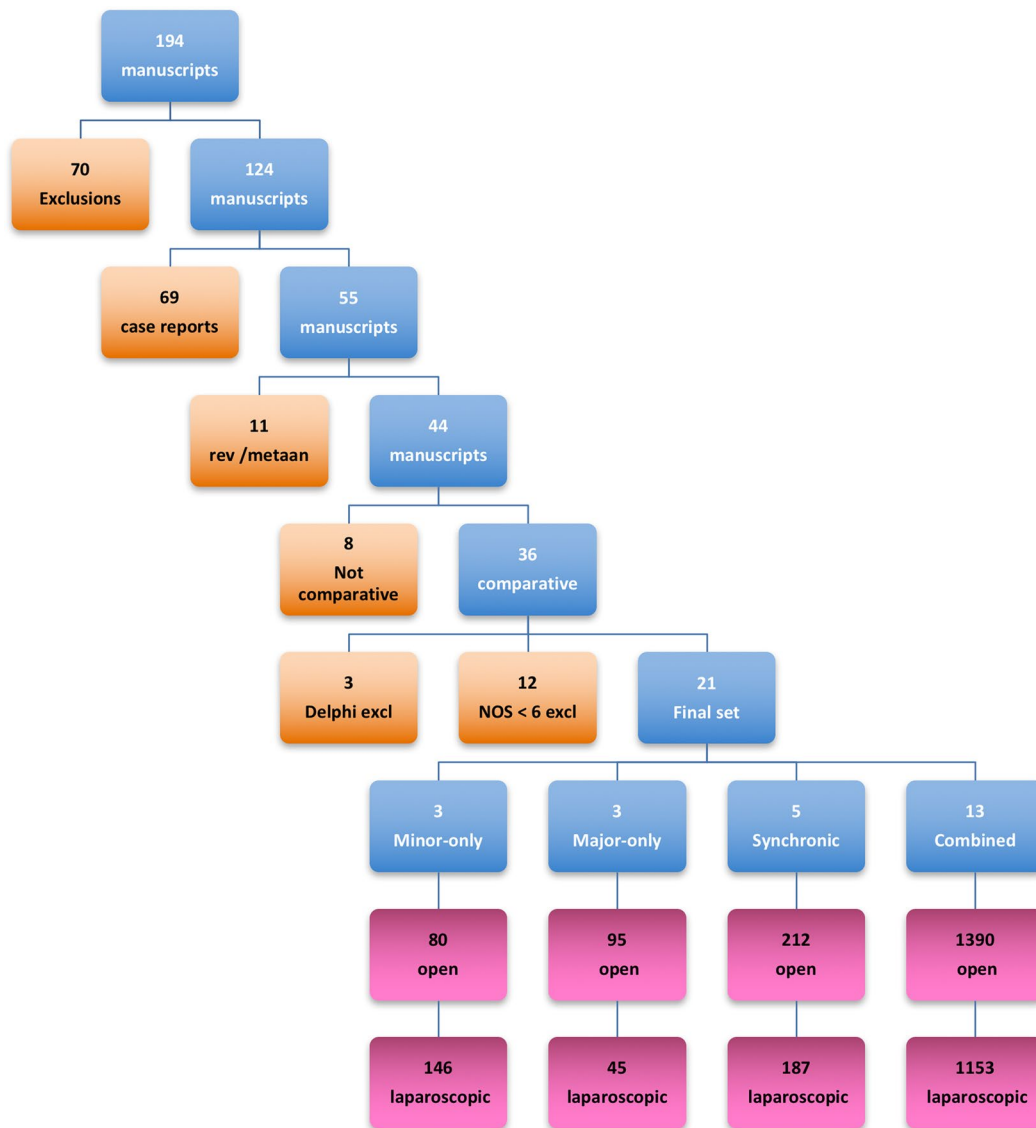 194
manuscripts
70
Exclusions
124
manuscripts
69
case reports
55
manuscripts
11
rev /metaan
44
manuscripts
8
Not
comparative
36
comparative
3
Delphi excl
12
NOS < 6 excl
21
Final set
3
Minor-only
3
Major-only
5
Synchronic
13
Combined
80
open
95
open
212
open
1390
open
146
laparoscopic
45
laparoscopic
187
laparoscopic
1153
laparoscopic